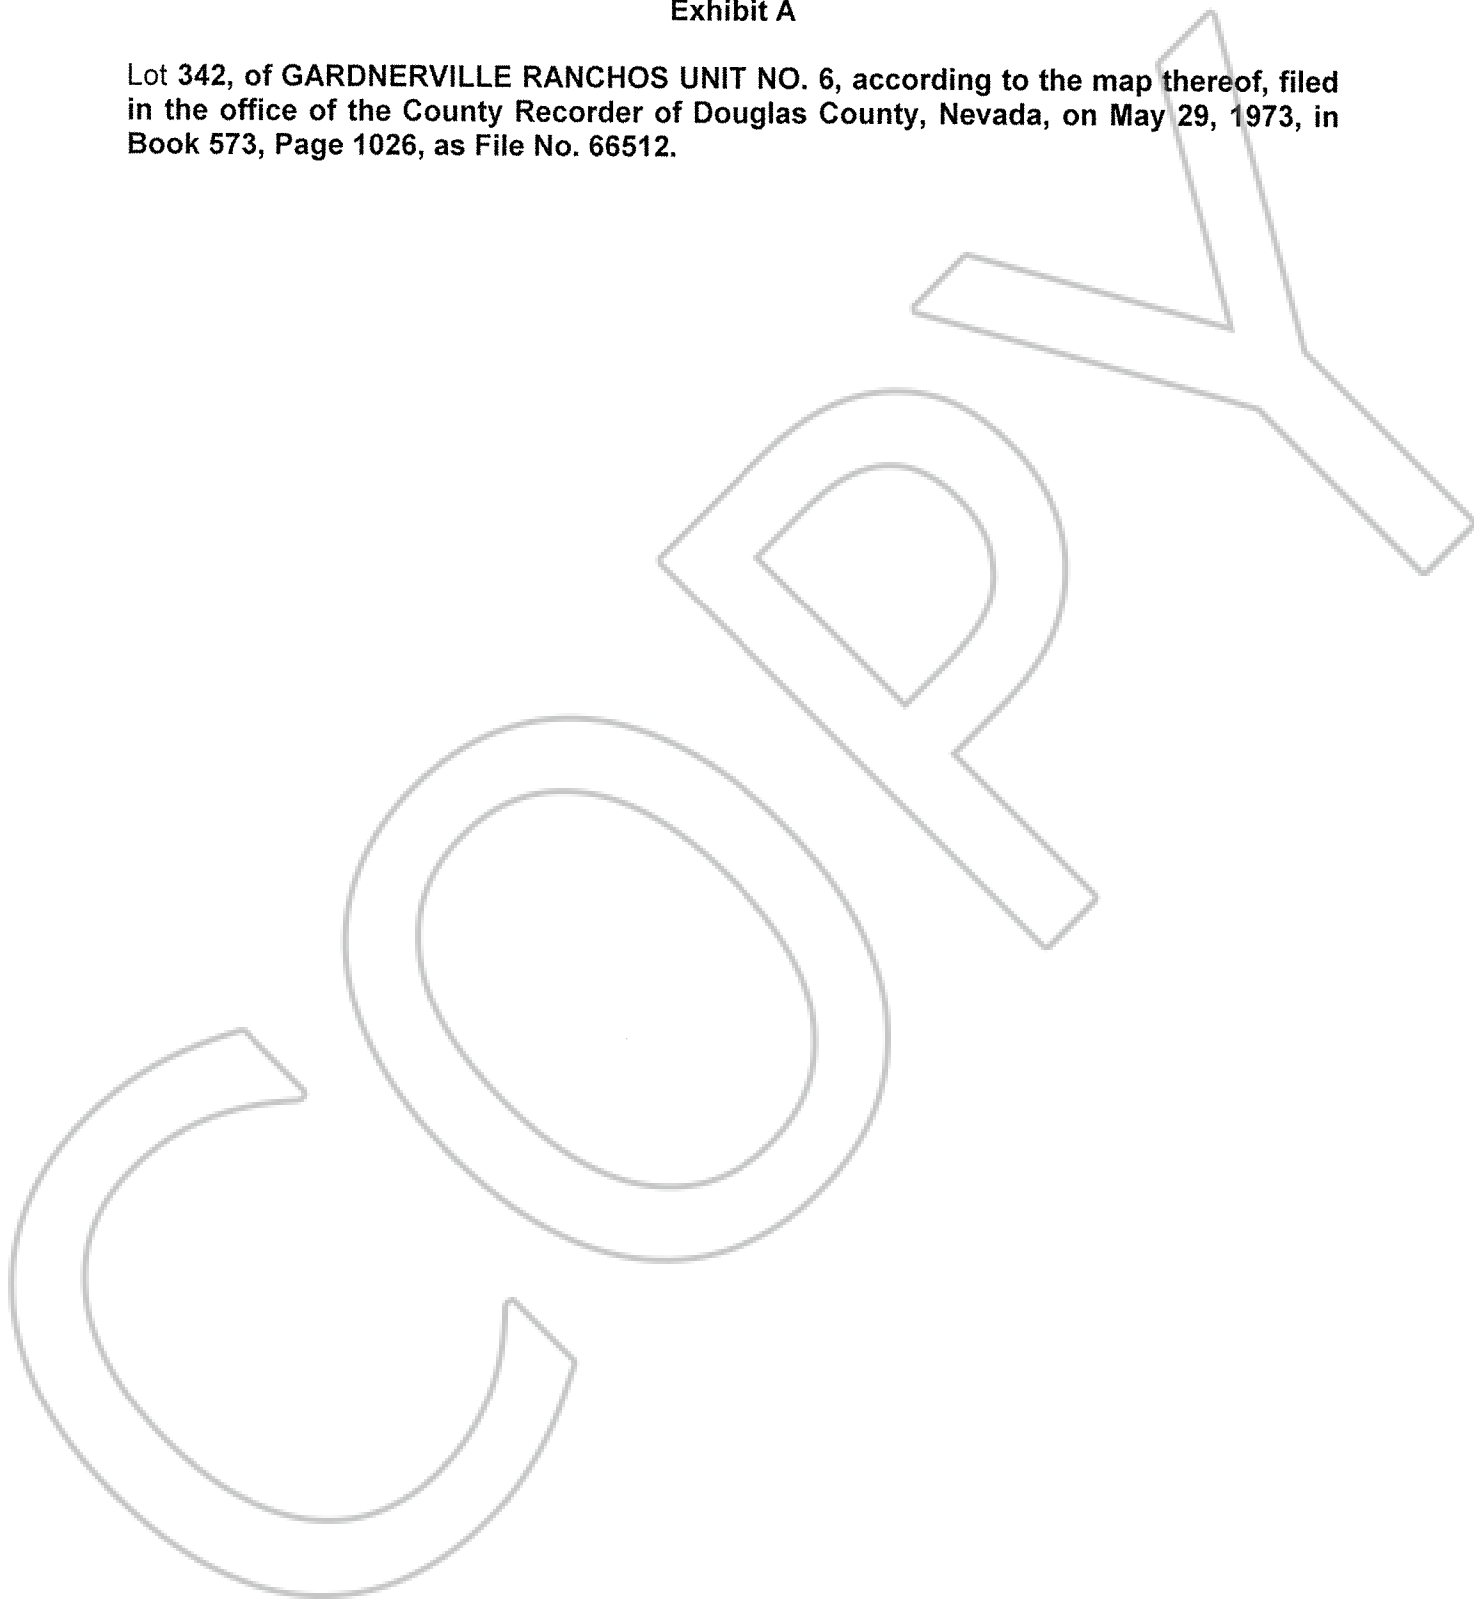 Exhibit A
Lot 342, of GARDNERVILLE RANCHOS UNIT NO. 6, according to the map thereof, filed
in the office of the County Recorder of Douglas County, Nevada, on May 29, 1973, in
Book 573, Page 1026, as File No. 66512.
COPY